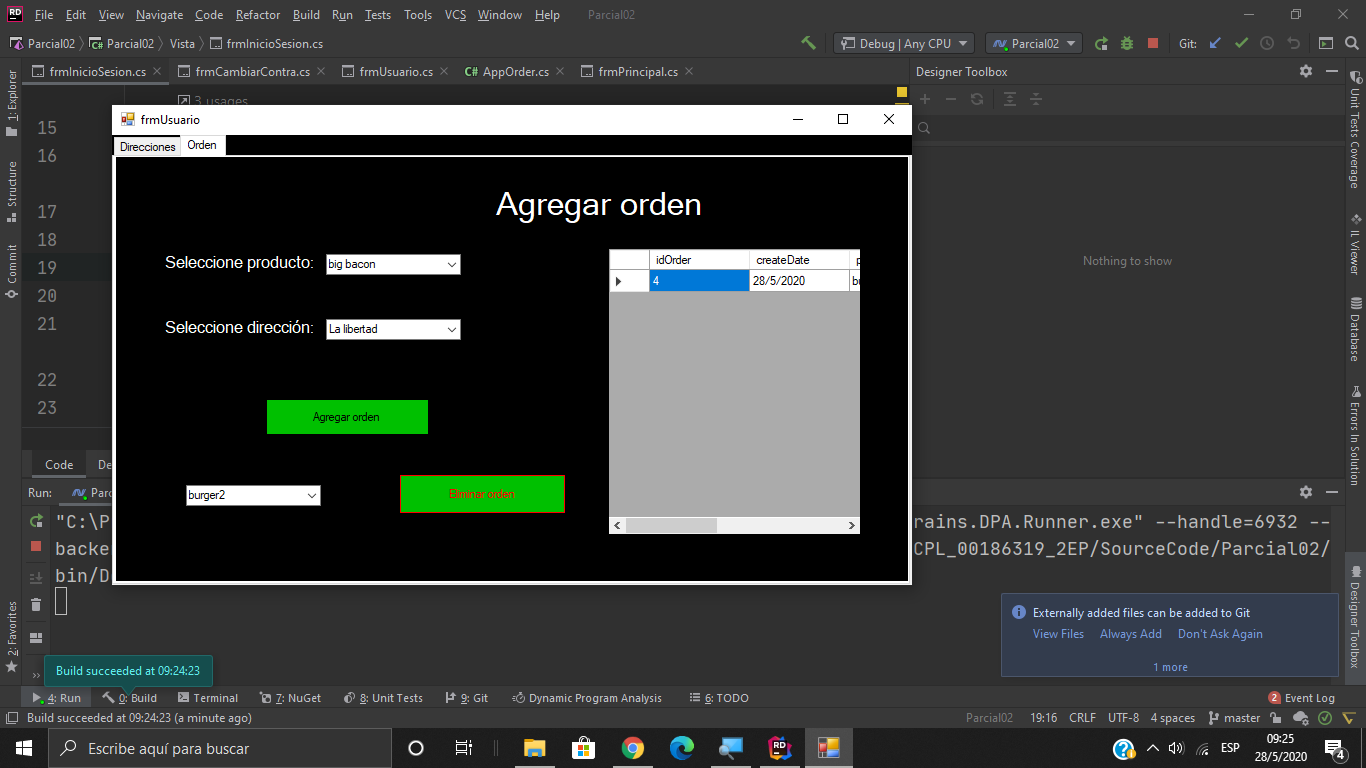 File Edit View Navigate Code Refactor Build Run Tests Tools VCS Window Help Parcial02
Parcial02 Parcial02 Vista frmInicioSesion.cs Debug | Any CPU Parcial02 Git:
frmInicioSesion.cs frmCambiarContra.cs frmUsuario.cs C# AppOrder.cs frmPrincipal.cs Designer Toolbox
3 usages
15
16
17
18
19
20
21
22
23
1: Explorer
Structure
Commit
2: Favorites
frmUsuario
Direcciones Orden
Agregar orden
Seleccione producto: big bacon
Seleccione dirección: La libertad
Agregar orden
burger2 Eliminar orden
idOrder createDate
4 28/5/2020
Nothing to show
Unit Tests Coverage
IL Viewer
Database
Errors In Solution
Designer Toolbox
Code
Run:
"C:\P rains.DPA.Runner.exe" --handle=6932 --
backe CPL_00186319_2EP/SourceCode/Parcial02/
bin/D
Externally added files can be added to Git
View Files Always Add Don't Ask Again
1 more
Build succeeded at 09:24:23
4: Run 0: Build Terminal 7: NuGet 8: Unit Tests 9: Git Dynamic Program Analysis 6: TODO 2 Event Log
Build succeeded at 09:24:23 (a minute ago) Parcial02 19:16 CRLF UTF-8 4 spaces master
Escribe aquí para buscar ESP 09:25
28/5/2020 4